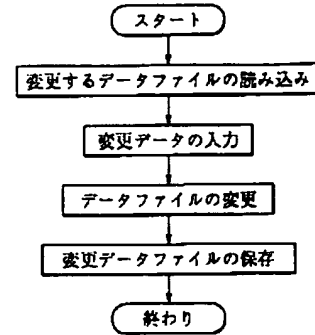 スタート
変更するデータファイルの読み込み
変更データの入力
データファイルの変更
変更データファイルの保存
終わり